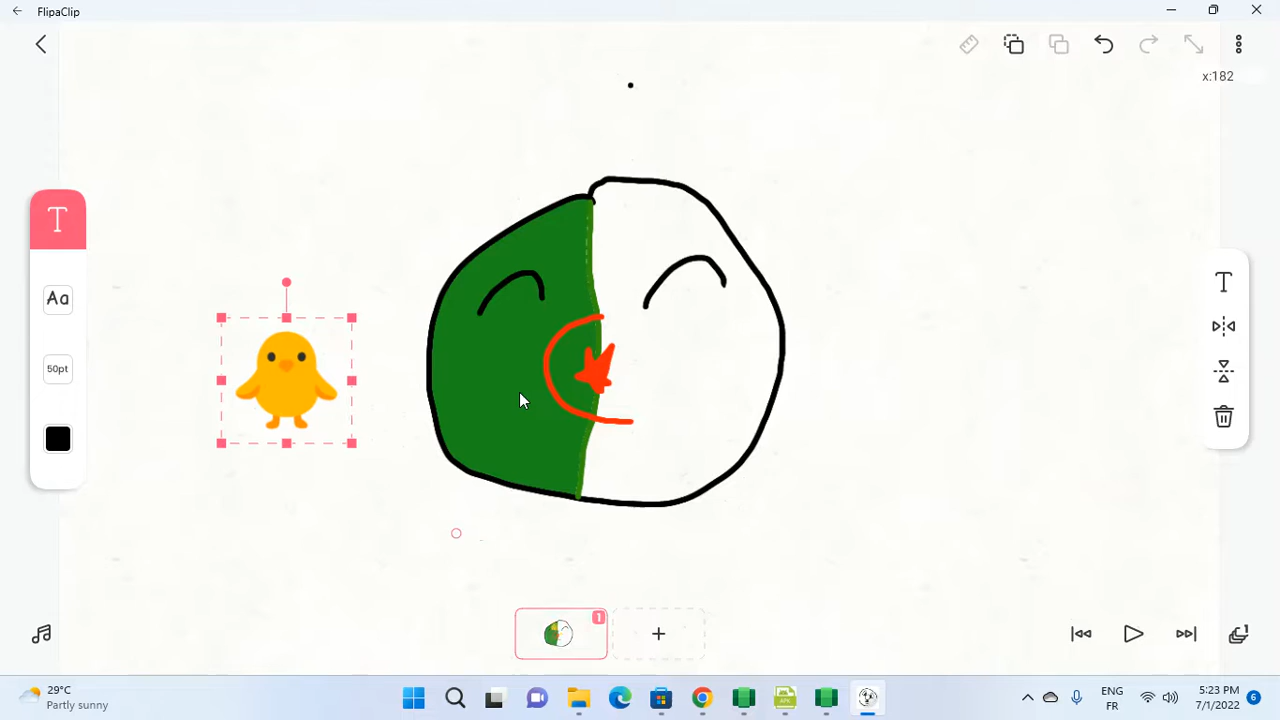 FlipaClip
x:182
T
Aa
50pt
T
1
+
29°C
Partly sunny
ENG
FR
5:23 PM
7/1/2022
6